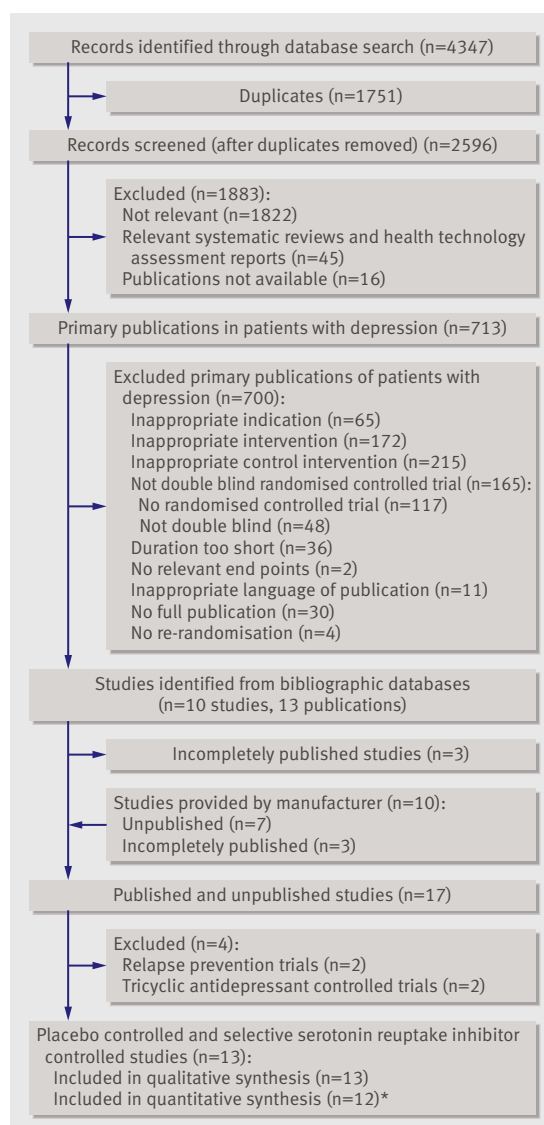 Records identified through database search (n=4347)
Duplicates (n=1751)
Records screened (after duplicates removed) (n=2596)
Excluded (n=1883):
Not relevant (n=1822)
Relevant systematic reviews and health technology
assessment reports (n=45)
Publications not available (n=16)
Primary publications in patients with depression (n=713)
Excluded primary publications of patients with
depression (n=700):
Inappropriate indication (n=65)
Inappropriate intervention (n=172)
Inappropriate control intervention (n=215)
Not double blind randomised controlled trial (n=165):
No randomised controlled trial (n=117)
Not double blind (n=48)
Duration too short (n=36)
No relevant end points (n=2)
Inappropriate language of publication (n=11)
No full publication (n=30)
No re-randomisation (n=4)
Studies identified from bibliographic databases
(n=10 studies, 13 publications)
Incompletely published studies (n=3)
Studies provided by manufacturer (n=10):
Unpublished (n=7)
Incompletely published (n=3)
Published and unpublished studies (n=17)
Excluded (n=4):
Relapse prevention trials (n=2)
Tricyclic antidepressant controlled trials (n=2)
Placebo controlled and selective serotonin reuptake inhibitor
controlled studies (n=13):
Included in qualitative synthesis (n=13)
Included in quantitative synthesis (n=12)*